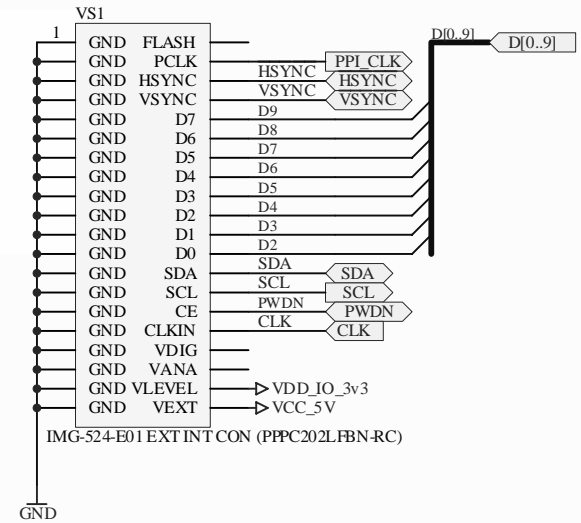 VS1
D[0..9] D[0..9]
1 GND FLASH
GND PCLK PPI_CLK
GND HSYNC HSYNC HSYNC
GND VSYNC VSYNC VSYNC
GND D7 D9
GND D6 D8
GND D5 D7
GND D4 D6
GND D3 D5
GND D2 D4
GND D1 D3
GND D0 D2
GND SDA SDA SDA
GND SCL SCL SCL
GND CE PWDN PWDN
GND CLKIN CLK CLK
GND VDIG
GND VANA
GND VLEVEL VDD_IO_3v3
GND VEXT VCC_5V
IMG-524-E01 EXT INT CON (PPPC202LFBN-RC)
GND